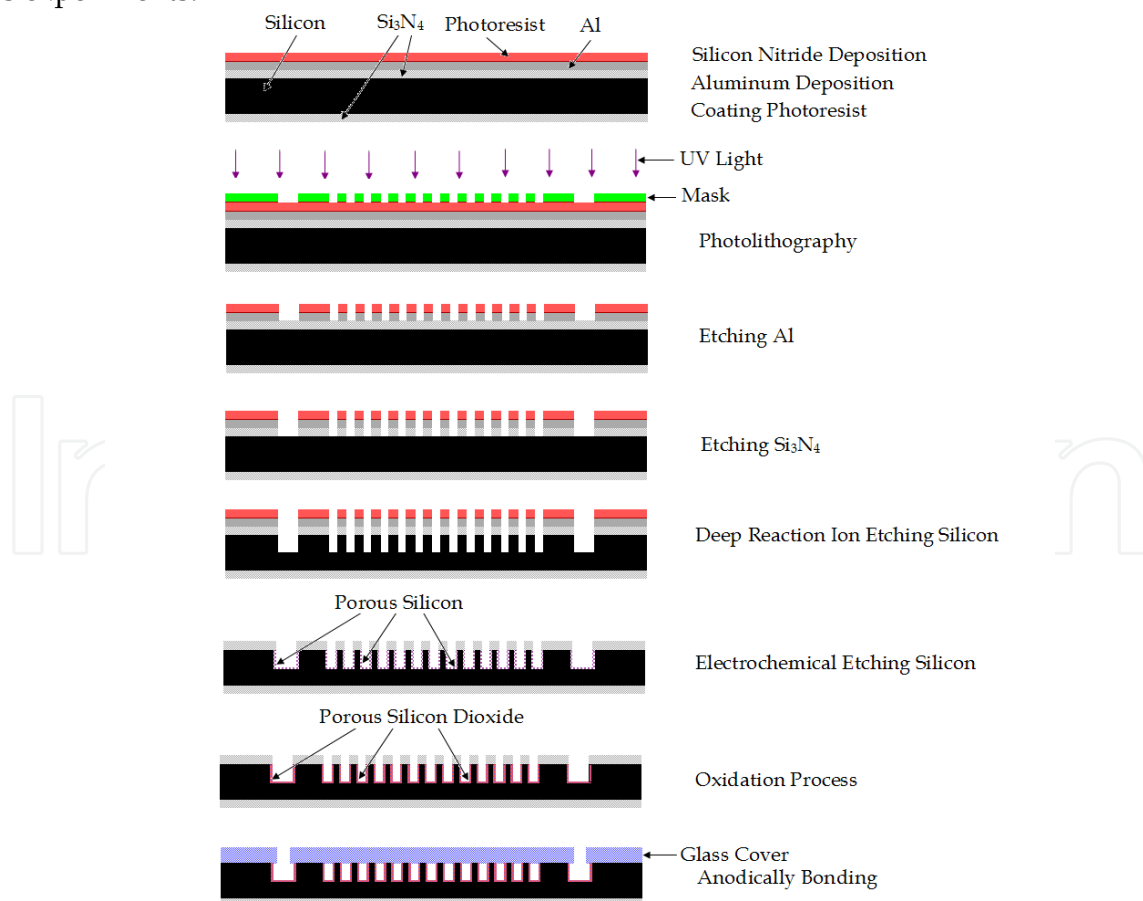 Silicon
Si₃N₄
Photoresist
Al
Silicon Nitride Deposition
Aluminum Deposition
Coating Photoresist
UV Light
Mask
Photolithography
Etching Al
Etching Si₃N₄
Deep Reaction Ion Etching Silicon
Porous Silicon
Electrochemical Etching Silicon
Porous Silicon Dioxide
Oxidation Process
Glass Cover
Anodically Bonding